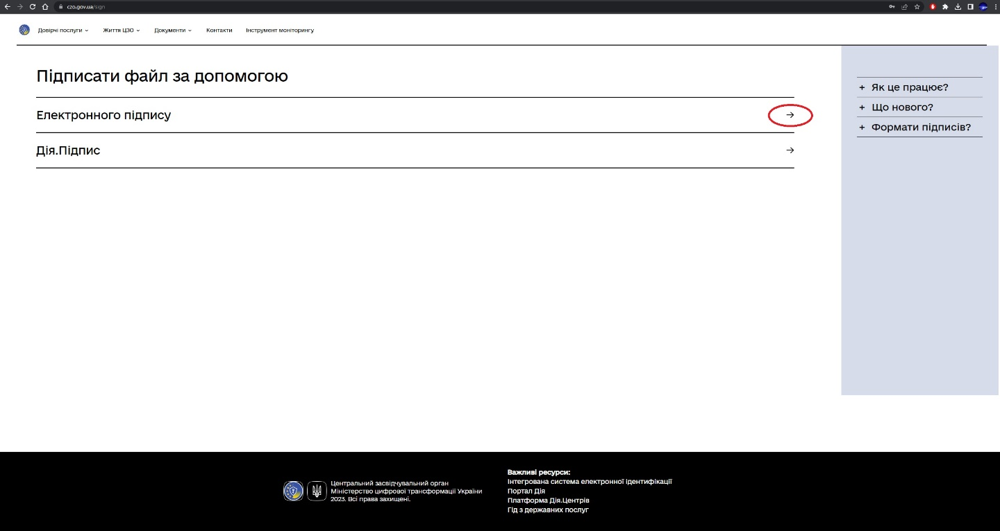 czo.gov.ua/sign
Довірчі послуги
Життя ЦЗО
Документи
Контакти
Інструмент моніторингу
Підписати файл за допомогою
Електронного підпису
Дія.Підпис
+ Як це працює?
+ Що нового?
+ Формати підписів?
Центральний засвідчувальний орган
Міністерство цифрової трансформації України
2023. Всі права захищені.
Важливі ресурси:
Інтегрована система електронної ідентифікації
Портал Дія
Платформа Дія.Центрів
Гід з державних послуг